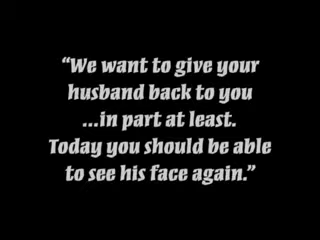 “We want to give your
husband back to you
...in part at least.
Today you should be able
to see his face again.”